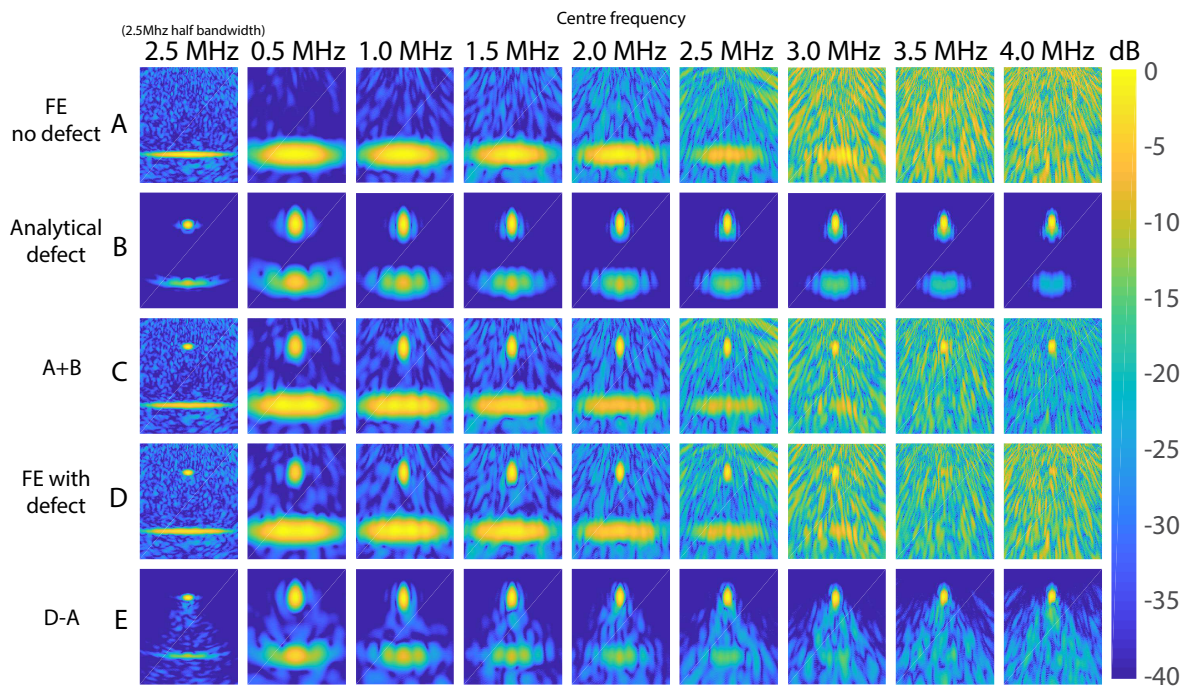 Centre frequency
(2.5Mhz half bandwidth)
2.5 MHz 0.5 MHz 1.0 MHz 1.5 MHz 2.0 MHz 2.5 MHz 3.0 MHz 3.5 MHz 4.0 MHz dB
FE
no defect A
Analytical
defect B
A+B C
FE with
defect D
D-A E
0
-5
-10
-15
-20
-25
-30
-35
-40